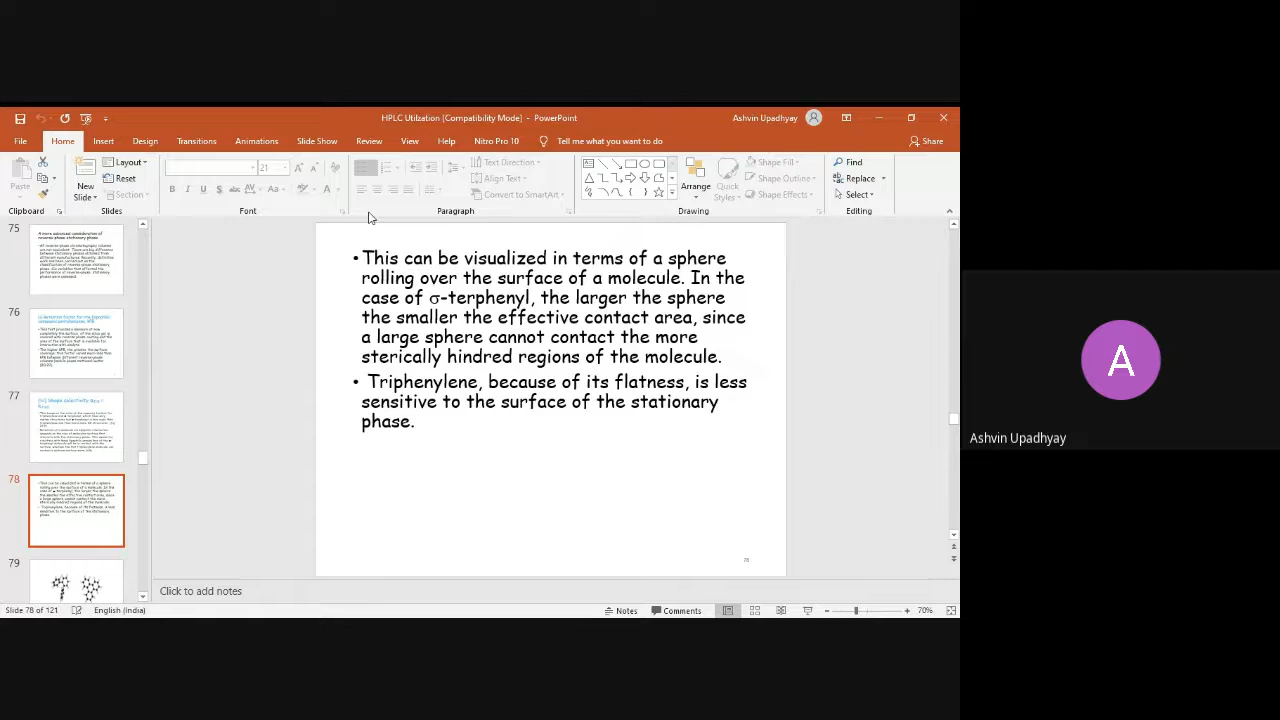 HPLC Utilzation [Compatibility Mode] - PowerPoint
Ashvin Upadhyay
File Home Insert Design Transitions Animations Slide Show Review View Help Nitro Pro 10 Tell me what you want to do Share
Paste
New Slide
Layout
Reset
Section
21
Text Direction
Align Text
Convert to SmartArt
Arrange
Quick Styles
Shape Fill
Shape Outline
Shape Effects
Find
Replace
Select
Clipboard Slides Font Paragraph Drawing Editing
75
76
77
78
79
• This can be visualized in terms of a sphere
rolling over the surface of a molecule. In the
case of σ-terphenyl, the larger the sphere
the smaller the effective contact area, since
a large sphere cannot contact the more
sterically hindred regions of the molecule.
• Triphenylene, because of its flatness, is less
sensitive to the surface of the stationary
phase.
78
Click to add notes
Slide 78 of 121 English (India) Notes Comments 70%
A
Ashvin Upadhyay